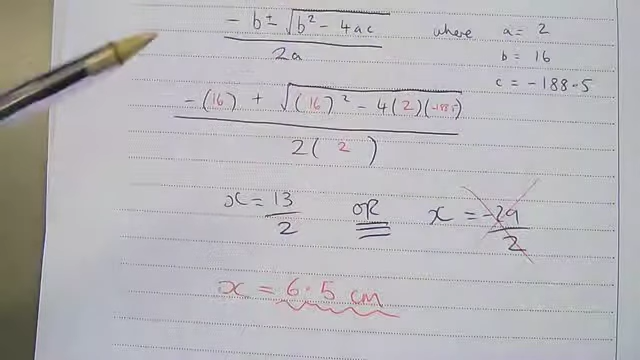 -b ± √b² - 4ac where a = 2
2a b = 16
c = -188.5
-(16) + √(16)² - 4(2)(-188.5)
2( 2 )
x = 13/2 OR x = -29/2
x = 6.5 cm